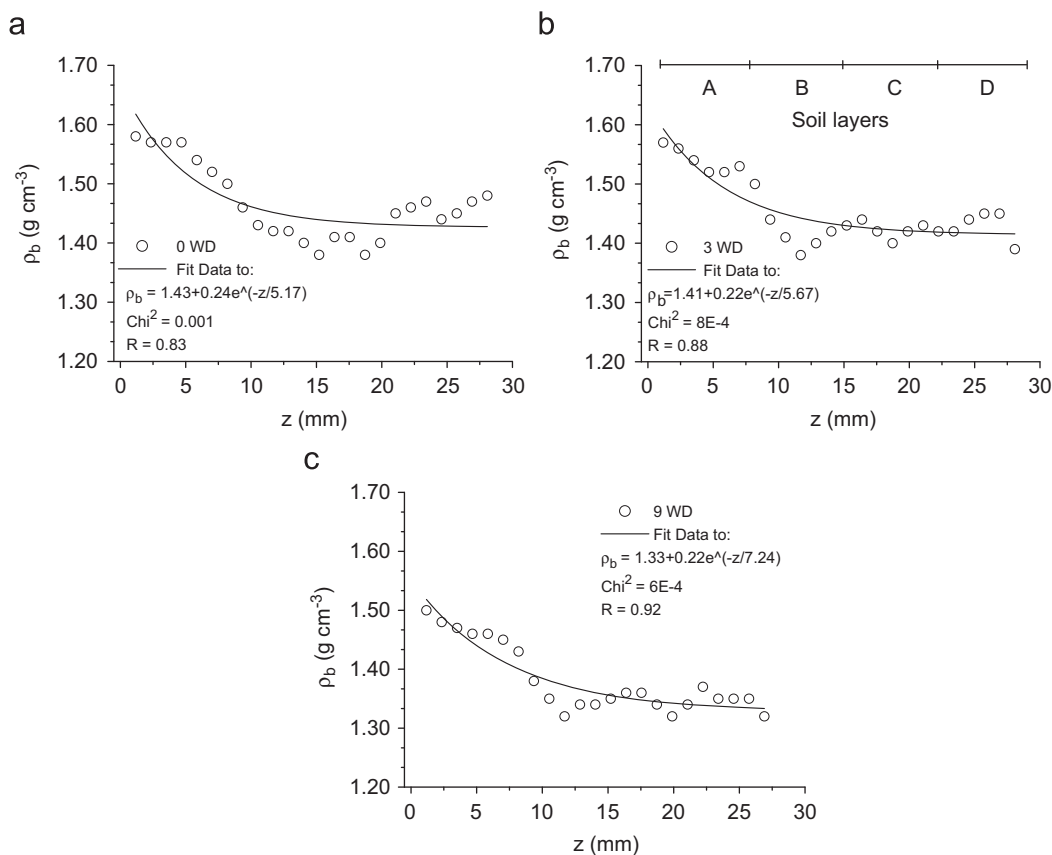 a
1.70
1.60
1.50
1.40
1.30
1.20
ρb (g cm-3)
0 WD
Fit Data to:
ρb = 1.43+0.24e^(-z/5.17)
Chi2 = 0.001
R = 0.83
0 5 10 15 20 25 30
z (mm)
b
1.70
1.60
1.50
1.40
1.30
1.20
ρb (g cm-3)
A B C D
Soil layers
3 WD
Fit Data to:
ρb=1.41+0.22e^(-z/5.67)
Chi2 = 8E-4
R = 0.88
0 5 10 15 20 25 30
z (mm)
c
1.70
1.60
1.50
1.40
1.30
1.20
ρb (g cm-3)
9 WD
Fit Data to:
ρb = 1.33+0.22e^(-z/7.24)
Chi2 = 6E-4
R = 0.92
0 5 10 15 20 25 30
z (mm)